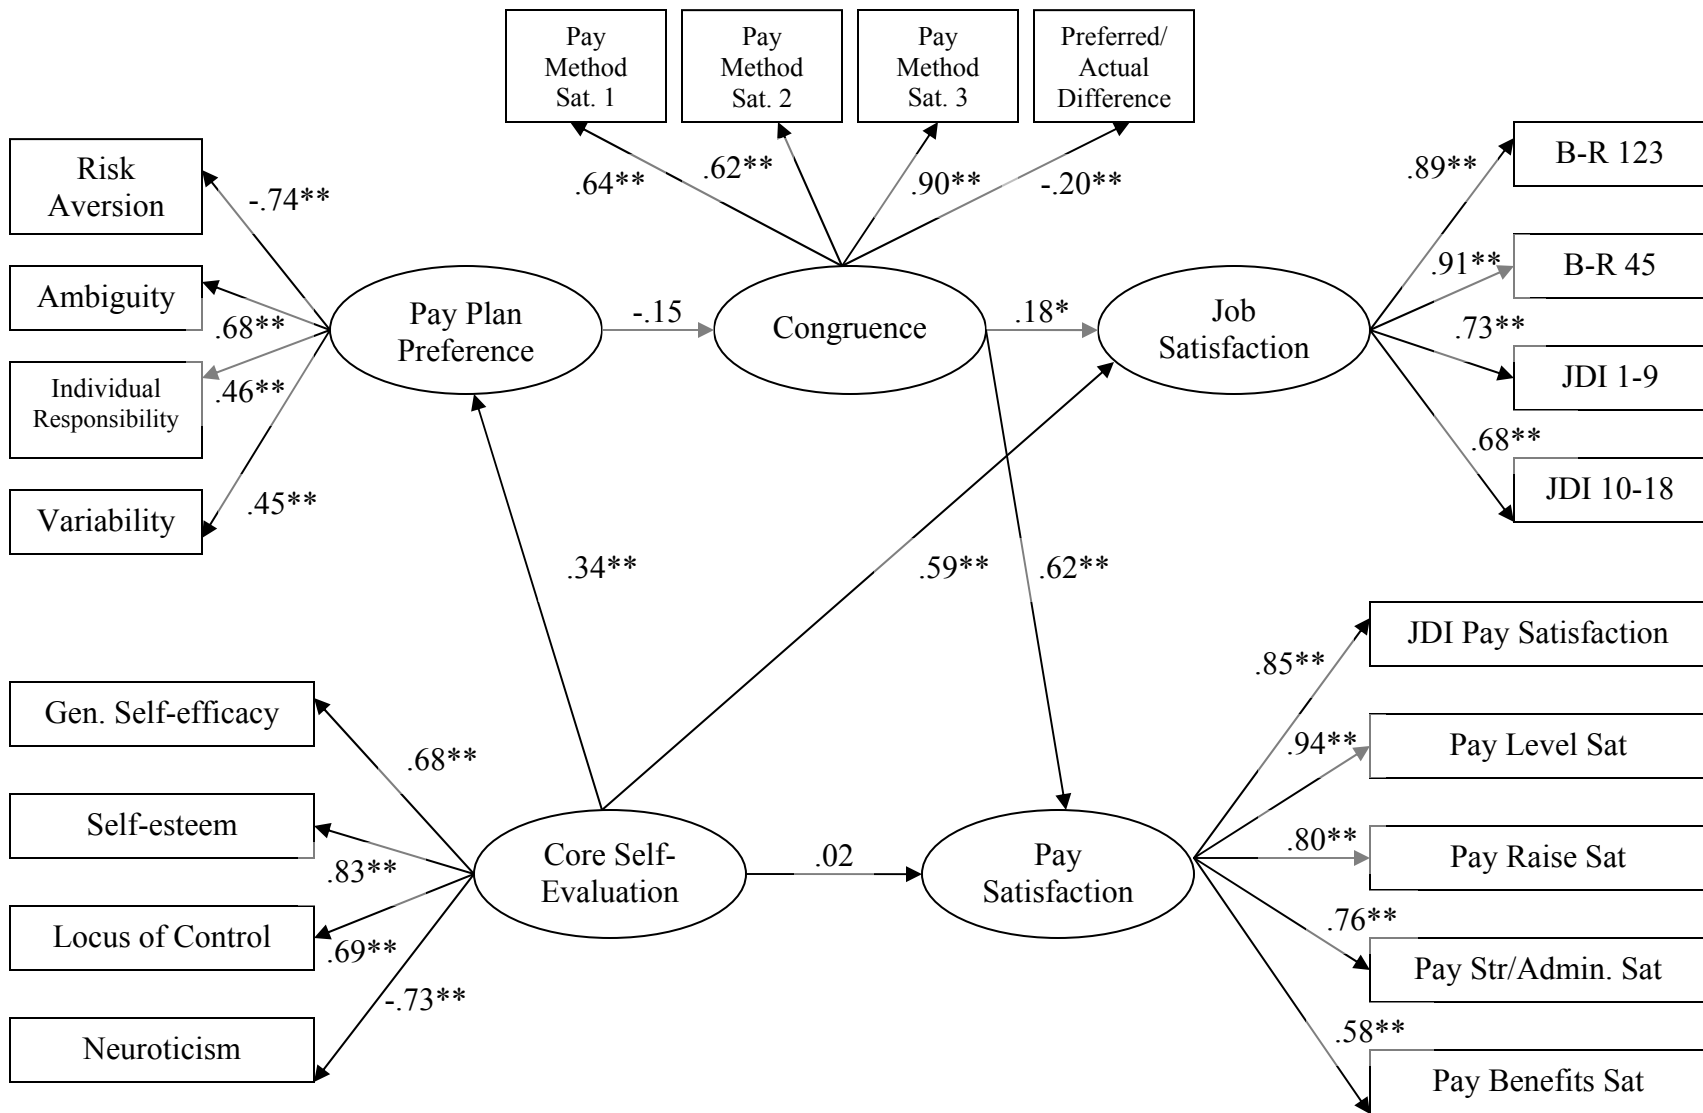 Pay
Method
Sat. 1
Pay
Method
Sat. 2
Pay
Method
Sat. 3
Preferred/
Actual
Difference
.64**
.62**
.90**
-.20**
Risk
Aversion
Ambiguity
Individual
Responsibility
Variability
-.74**
.68**
.46**
.45**
Pay Plan
Preference
-.15
Congruence
.18*
Job
Satisfaction
.89**
.91**
.73**
.68**
B-R 123
B-R 45
JDI 1-9
JDI 10-18
.34**
.59**
.62**
Gen. Self-efficacy
Self-esteem
Locus of Control
Neuroticism
.68**
.83**
.69**
-.73**
Core Self-
Evaluation
.02
Pay
Satisfaction
.85**
.94**
.80**
.76**
.58**
JDI Pay Satisfaction
Pay Level Sat
Pay Raise Sat
Pay Str/Admin. Sat
Pay Benefits Sat